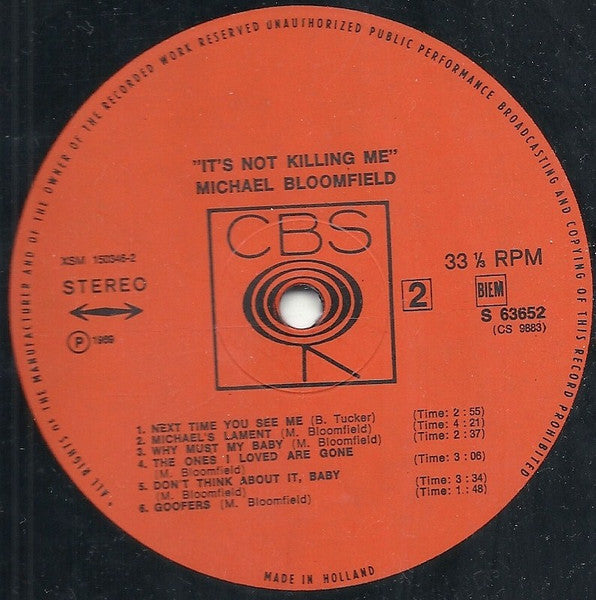 * ALL RIGHTS OF THE MANUFACTURER AND OF THE OWNER OF THE RECORDED WORK RESERVED UNAUTHORIZED PUBLIC PERFORMANCE BROADCASTING AND COPYING OF THIS RECORD PROHIBITED
"IT'S NOT KILLING ME"
MICHAEL BLOOMFIELD
CBS
XSM 150346-2
STEREO
P 1969
33 ⅓ RPM
2
BIEM
S 63652
(CS 9883)
1. NEXT TIME YOU SEE ME (B. Tucker) (Time: 2:55)
2. MICHAEL'S LAMENT (M. Bloomfield) (Time: 4:21)
3. WHY MUST MY BABY (M. Bloomfield) (Time: 2:37)
4. THE ONES I LOVED ARE GONE
(M. Bloomfield) (Time: 3:06)
5. DON'T THINK ABOUT IT, BABY
(M. Bloomfield) (Time: 3:34)
6. GOOFERS (M. Bloomfield) (Time: 1:48)
MADE IN HOLLAND